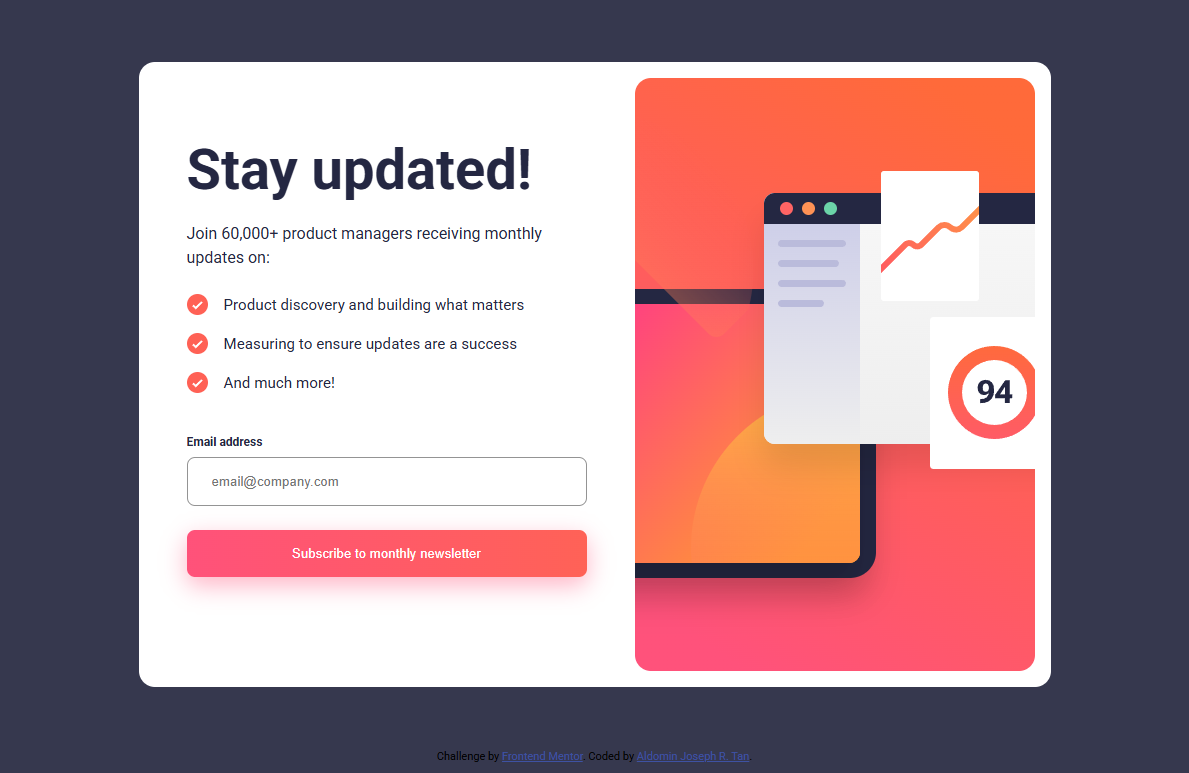 Stay updated!
Join 60,000+ product managers receiving monthly
updates on:
Product discovery and building what matters
Measuring to ensure updates are a success
And much more!
Email address
email@company.com
Subscribe to monthly newsletter
94
Challenge by Frontend Mentor. Coded by Aldomin Joseph R. Tan.